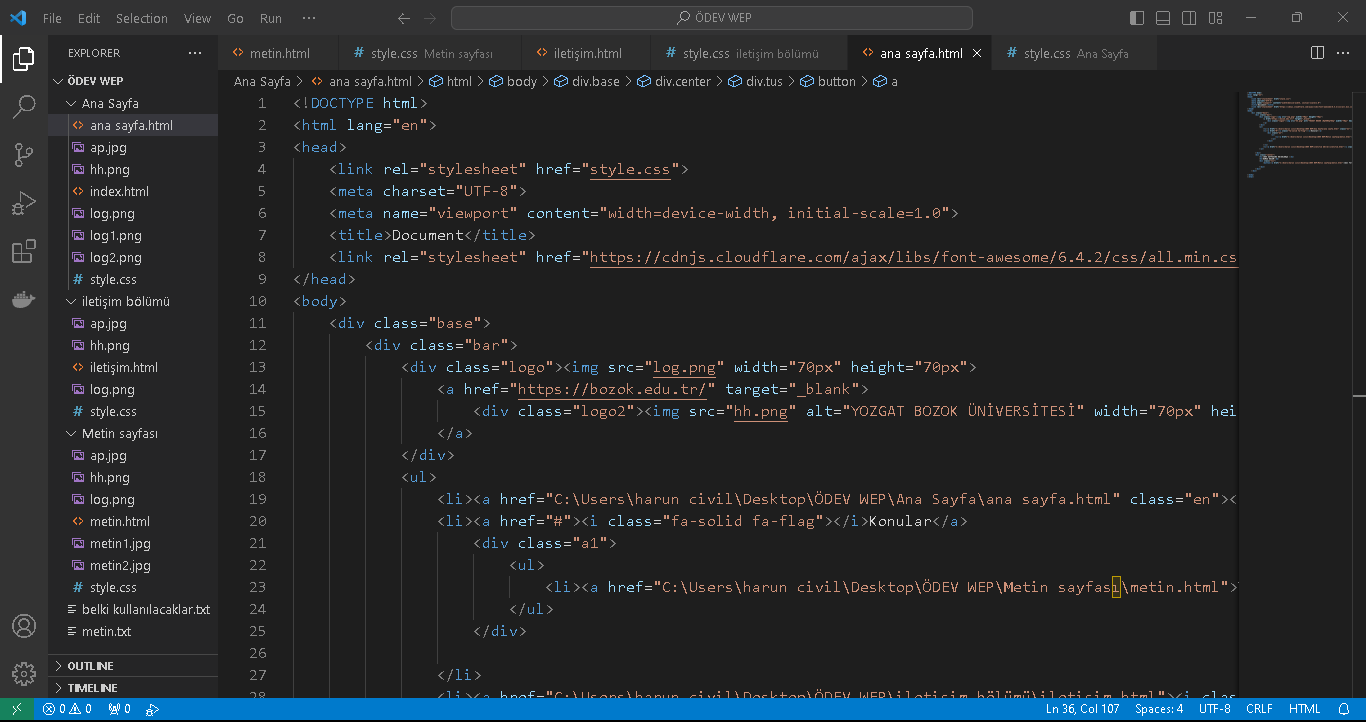 File Edit Selection View Go Run ··· ÖDEV WEP
EXPLORER ···
ÖDEV WEP
Ana Sayfa
ana sayfa.html
ap.jpg
hh.png
index.html
log.png
log1.png
log2.png
# style.css
iletişim bölümü
ap.jpg
hh.png
iletişim.html
log.png
# style.css
Metin sayfası
ap.jpg
hh.png
log.png
metin.html
metin1.jpg
metin2.jpg
# style.css
belki kullanılacaklar.txt
metin.txt
OUTLINE
TIMELINE
metin.html # style.css Metin sayfası iletişim.html # style.css iletişim bölümü ana sayfa.html # style.css Ana Sayfa ···
Ana Sayfa > ana sayfa.html > html > body > div.base > div.center > div.tus > button > a
1 <!DOCTYPE html>
2 <html lang="en">
3 <head>
4 <link rel="stylesheet" href="style.css">
5 <meta charset="UTF-8">
6 <meta name="viewport" content="width=device-width, initial-scale=1.0">
7 <title>Document</title>
8 <link rel="stylesheet" href="https://cdnjs.cloudflare.com/ajax/libs/font-awesome/6.4.2/css/all.min.cs
9 </head>
10 <body>
11 <div class="base">
12 <div class="bar">
13 <div class="logo"><img src="log.png" width="70px" height="70px">
14 <a href="https://bozok.edu.tr/" target="_blank">
15 <div class="logo2"><img src="hh.png" alt="YOZGAT BOZOK ÜNİVERSİTESİ" width="70px" hei
16 </a>
17 </div>
18 <ul>
19 <li><a href="C:\Users\harun civil\Desktop\ÖDEV WEP\Ana Sayfa\ana sayfa.html" class="en"><
20 <li><a href="#"><i class="fa-solid fa-flag"></i>Konular</a>
21 <div class="a1">
22 <ul>
23 <li><a href="C:\Users\harun civil\Desktop\ÖDEV WEP\Metin sayfası\metin.html">
24 </ul>
25 </div>
26
27 </li>
28 <li><a href="C:\Users\harun civil\Desktop\ÖDEV WEP\iletişim bölümü\iletişim.html"><i clas
0 0 0 Ln 36, Col 107 Spaces: 4 UTF-8 CRLF HTML